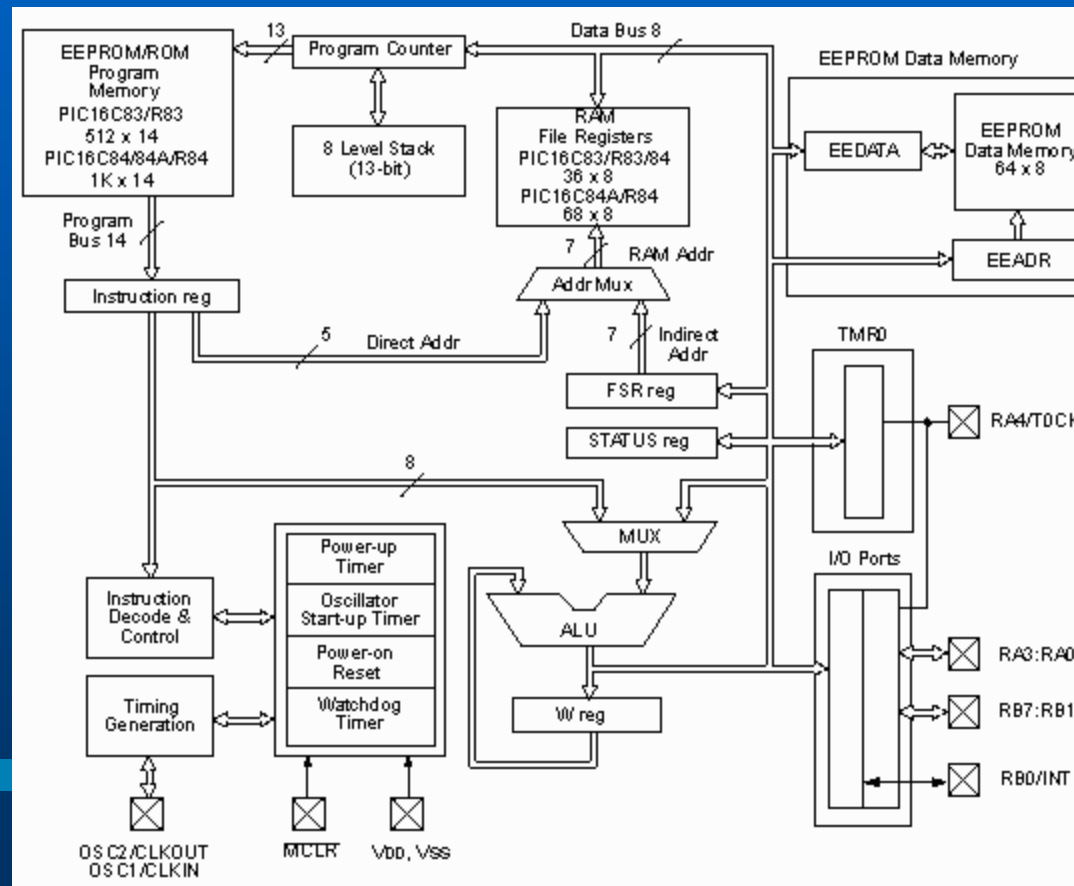 13
Data Bus 8
EEPROM/ROM
Program
Memory
PIC16C83/R83
512 x 14
PIC16C84/84A/R84
1K x 14
Program Counter
8 Level Stack
(13-bit)
RAM
File Registers
PIC16C83/R83/84
36 x 8
PIC16C84A/R84
68 x 8
EEPROM Data Memory
EEDATA
EEPROM
Data Memory
64 x 8
EEADR
Program
Bus 14
7
RAM Addr
Addr Mux
Instruction reg
5
Direct Addr
7
Indirect
Addr
FSR reg
STATUS reg
TMR0
RA4/T0CK
8
MUX
I/O Ports
Power-up
Timer
Oscillator
Start-up Timer
Power-on
Reset
Watchdog
Timer
Instruction
Decode &
Control
Timing
Generation
ALU
W reg
RA3:RA0
RB7:RB1
RB0/INT
OSC2/CLKOUT
OSC1/CLKIN
MCLR
VDD, VSS